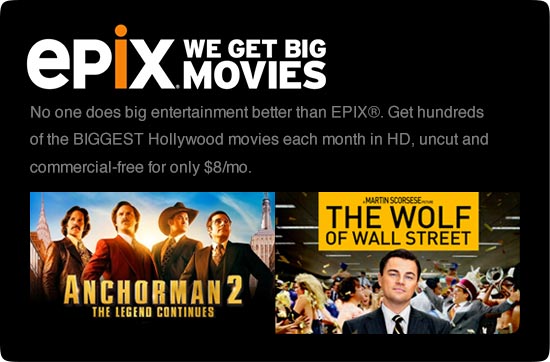 epix. WE GET BIG
MOVIES
No one does big entertainment better than EPIX®. Get hundreds
of the BIGGEST Hollywood movies each month in HD, uncut and
commercial-free for only $8/mo.
ANCHORMAN 2
THE LEGEND CONTINUES
A MARTIN SCORSESE PICTURE
THE WOLF
OF WALL STREET